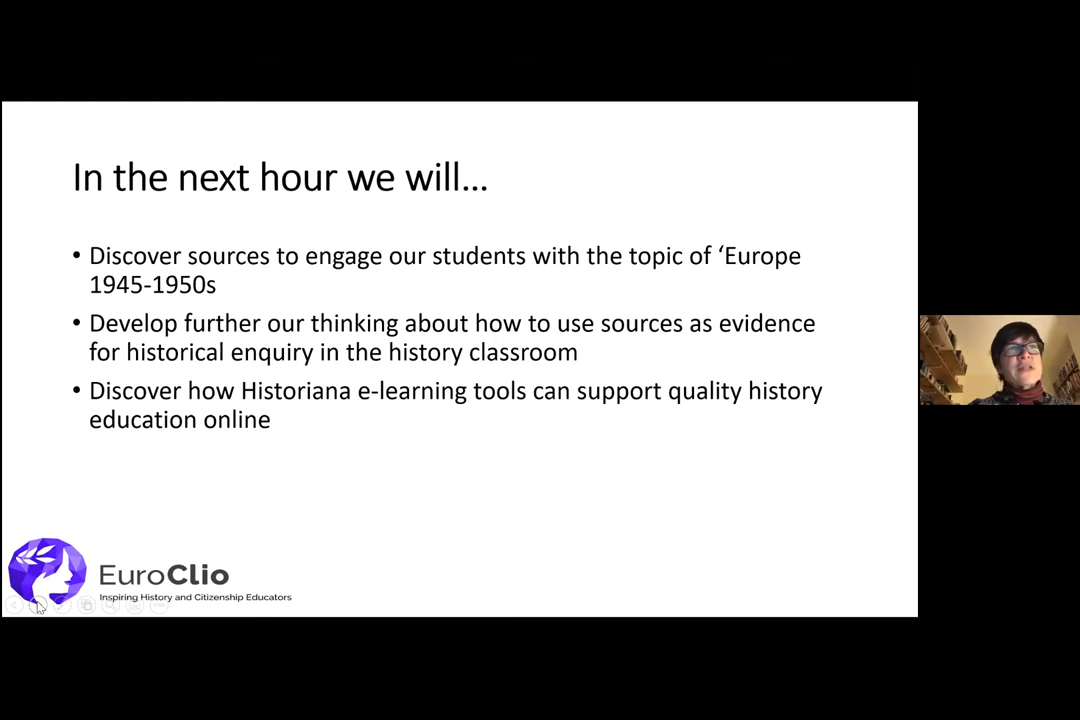 In the next hour we will...
• Discover sources to engage our students with the topic of ‘Europe
1945-1950s
• Develop further our thinking about how to use sources as evidence
for historical enquiry in the history classroom
• Discover how Historiana e-learning tools can support quality history
education online
EuroClio
Inspiring History and Citizenship Educators